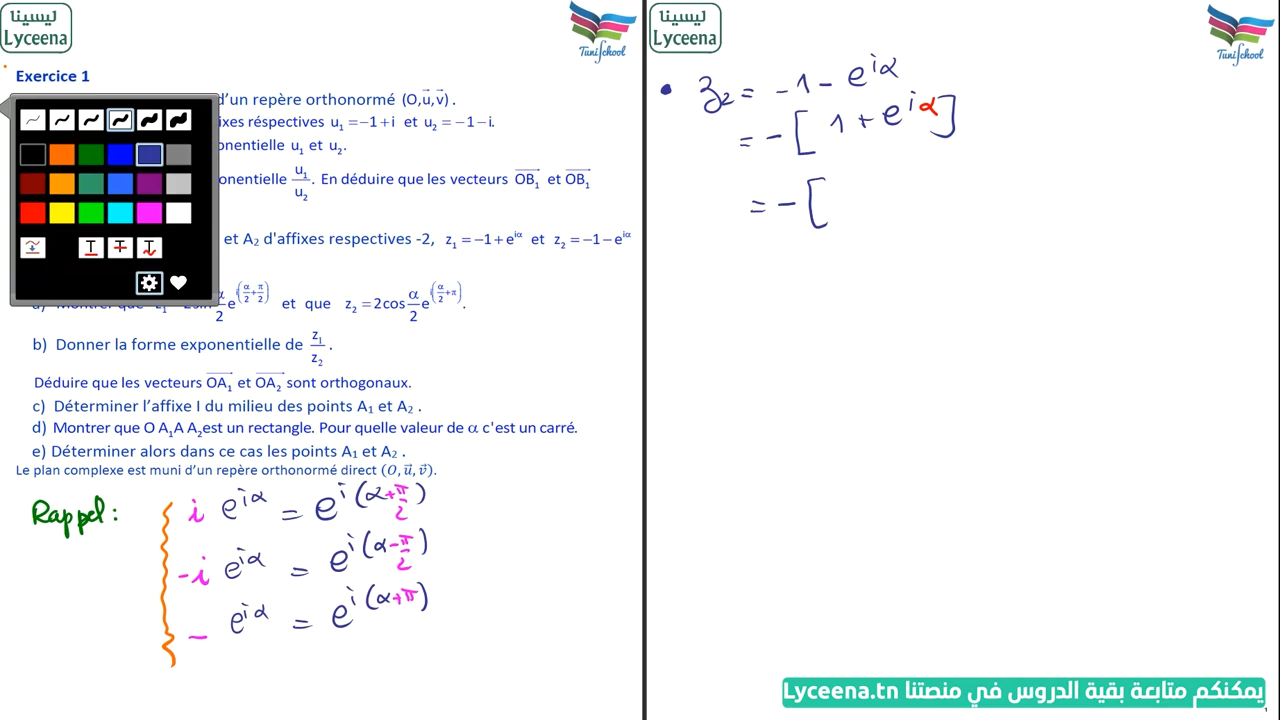 ليسينا
Lyceena
TuniSchool
Exercice 1
d'un repère orthonormé (O,u,v) .
fixes réspectives u₁ =−1+i et u₂ =−1−i.
onentielle u₁ et u₂.
onentielle u₁/u₂. En déduire que les vecteurs OB₁ et OB₁
et A₂ d'affixes respectives -2, z₁ =−1+e^{iα} et z₂ =−1−e^{iα}
α/2 e^{i(α/2+π/2)} et que z₂ =2cos α/2 e^{i(α/2+π)}.
b) Donner la forme exponentielle de z₁/z₂ .
Déduire que les vecteurs OA₁ et OA₂ sont orthogonaux.
c) Déterminer l'affixe I du milieu des points A₁ et A₂ .
d) Montrer que O A₁A A₂est un rectangle. Pour quelle valeur de α c'est un carré.
e) Déterminer alors dans ce cas les points A₁ et A₂ .
Le plan complexe est muni d'un repère orthonormé direct (O, u⃗, v⃗).
Rappel :
i e^{iα} = e^{i(α+π/2)}
-i e^{iα} = e^{i(α-π/2)}
- e^{iα} = e^{i(α+π)}
ليسينا
Lyceena
TuniSchool
• z₂ = -1 - e^{iα}
= - [ 1 + e^{iα} ]
= - [
يمكنكم متابعة بقية الدروس في منصتنا Lyceena.tn
1